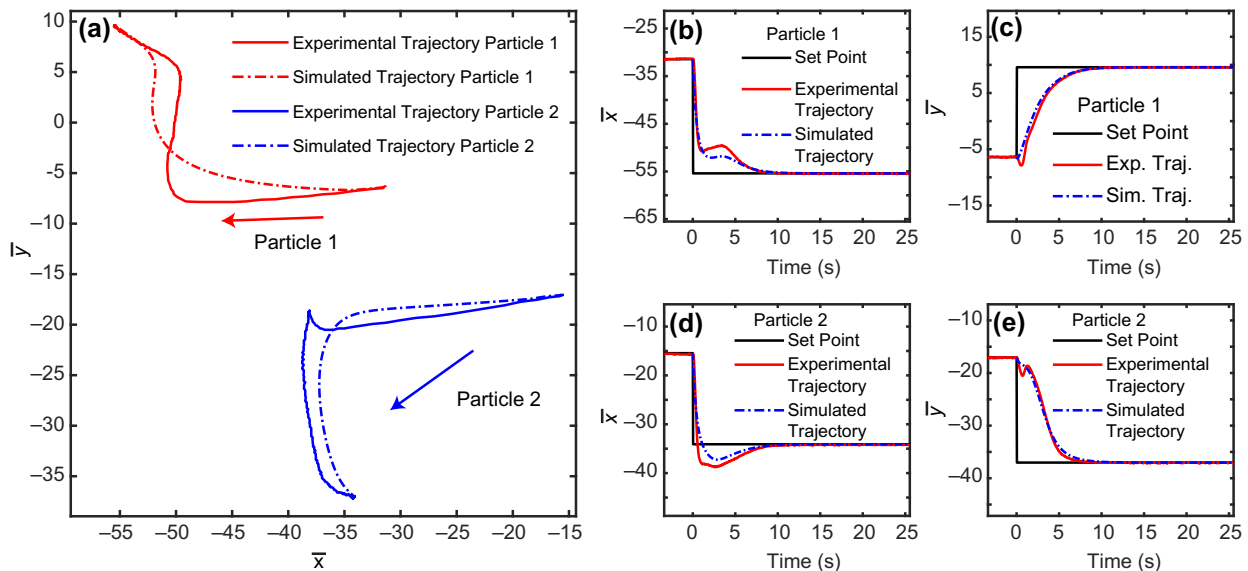 (a)
Experimental Trajectory Particle 1
Simulated Trajectory Particle 1
Experimental Trajectory Particle 2
Simulated Trajectory Particle 2
10
5
0
–5
–10
–15
–20
–25
–30
–35
y̅
Particle 1
Particle 2
–55
–50
–45
–40
–35
–30
–25
–20
–15
x̅
(b)
Particle 1
Set Point
Experimental
Trajectory
Simulated
Trajectory
–25
–35
–45
–55
–65
x̅
0
5
10
15
20
25
Time (s)
(c)
Particle 1
Set Point
Exp. Traj.
Sim. Traj.
15
5
–5
–15
y̅
0
5
10
15
20
25
Time (s)
(d)
Particle 2
Set Point
Experimental
Trajectory
Simulated
Trajectory
–10
–20
–30
–40
x̅
0
5
10
15
20
25
Time (s)
(e)
Particle 2
Set Point
Experimental
Trajectory
Simulated
Trajectory
–10
–20
–30
–40
y̅
0
5
10
15
20
25
Time (s)